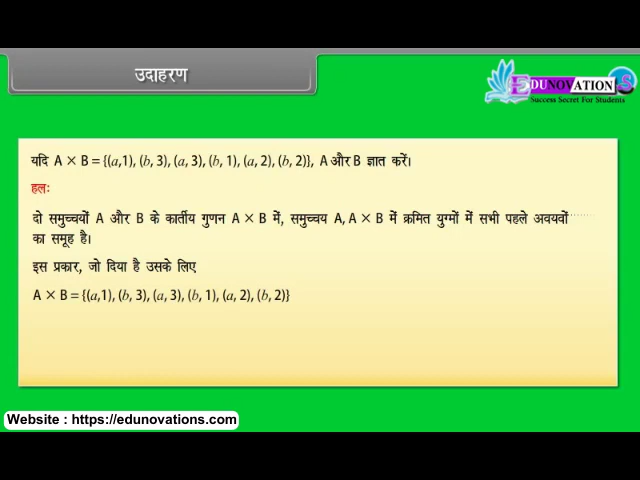 उदाहरण
EDUNOVATIONS
Success Secret For Students
यदि A × B = {(a,1), (b, 3), (a, 3), (b, 1), (a, 2), (b, 2)}, A और B ज्ञात करें।
हलः
दो समुच्चयों A और B के कार्तीय गुणन A × B में, समुच्चय A, A × B में क्रमित युग्मों में सभी पहले अवयवों
का समूह है।
इस प्रकार, जो दिया है उसके लिए
A × B = {(a,1), (b, 3), (a, 3), (b, 1), (a, 2), (b, 2)}
Website : https://edunovations.com